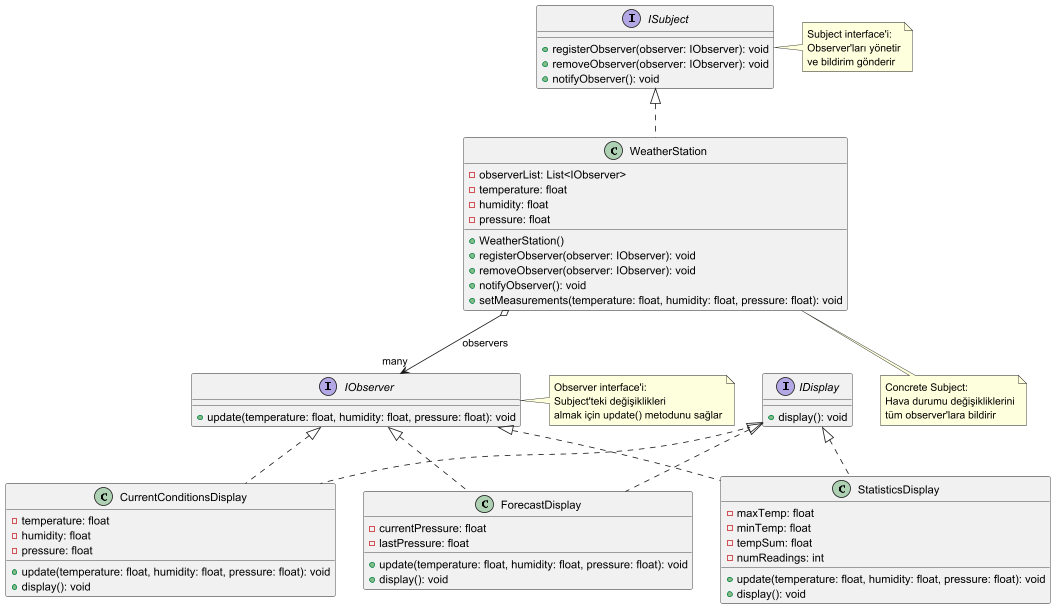 I ISubject
registerObserver(observer: IObserver): void
removeObserver(observer: IObserver): void
notifyObserver(): void
Subject interface'i:
Observer'ları yönetir
ve bildirim gönderir
C WeatherStation
observerList: List<IObserver>
temperature: float
humidity: float
pressure: float
WeatherStation()
registerObserver(observer: IObserver): void
removeObserver(observer: IObserver): void
notifyObserver(): void
setMeasurements(temperature: float, humidity: float, pressure: float): void
observers
many
I IObserver
update(temperature: float, humidity: float, pressure: float): void
Observer interface'i:
Subject'teki değişiklikleri
almak için update() metodunu sağlar
I IDisplay
display(): void
Concrete Subject:
Hava durumu değişikliklerini
tüm observer'lara bildirir
C CurrentConditionsDisplay
temperature: float
humidity: float
pressure: float
update(temperature: float, humidity: float, pressure: float): void
display(): void
C ForecastDisplay
currentPressure: float
lastPressure: float
update(temperature: float, humidity: float, pressure: float): void
display(): void
C StatisticsDisplay
maxTemp: float
minTemp: float
tempSum: float
numReadings: int
update(temperature: float, humidity: float, pressure: float): void
display(): void